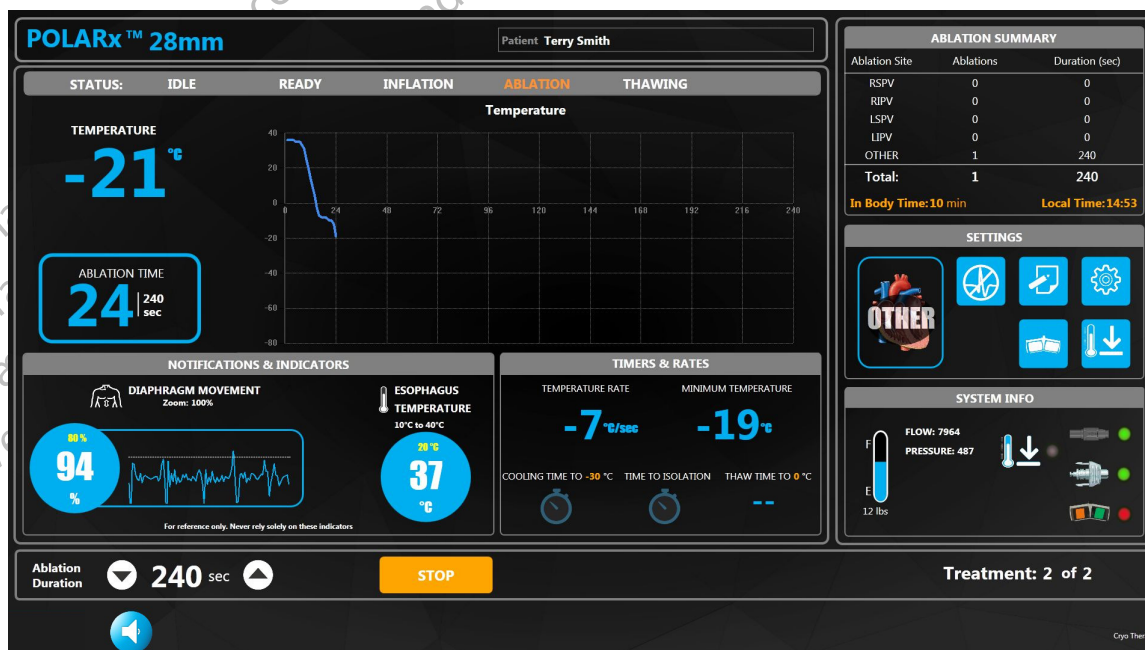 POLARx™ 28mm
Patient Terry Smith
STATUS: IDLE READY INFLATION ABLATION THAWING
TEMPERATURE
-21 °C
ABLATION TIME
24 240 sec
Temperature
40
20
0
-20
-40
-60
-80
0 24 48 72 96 120 144 168 192 216 240
NOTIFICATIONS & INDICATORS
DIAPHRAGM MOVEMENT
Zoom: 100%
80 %
94
%
ESOPHAGUS
TEMPERATURE
10°C to 40°C
20 °C
37
°C
For reference only. Never rely solely on these indicators
TIMERS & RATES
TEMPERATURE RATE MINIMUM TEMPERATURE
-7 °C/sec -19 °C
COOLING TIME TO -30 °C TIME TO ISOLATION THAW TIME TO 0 °C
--
ABLATION SUMMARY
Ablation Site Ablations Duration (sec)
RSPV 0 0
RIPV 0 0
LSPV 0 0
LIPV 0 0
OTHER 1 240
Total: 1 240
In Body Time:10 min Local Time:14:53
SETTINGS
OTHER
SYSTEM INFO
F
E
12 lbs
FLOW: 7964
PRESSURE: 487
Ablation
Duration
240 sec
STOP
Treatment: 2 of 2
Cryo Ther